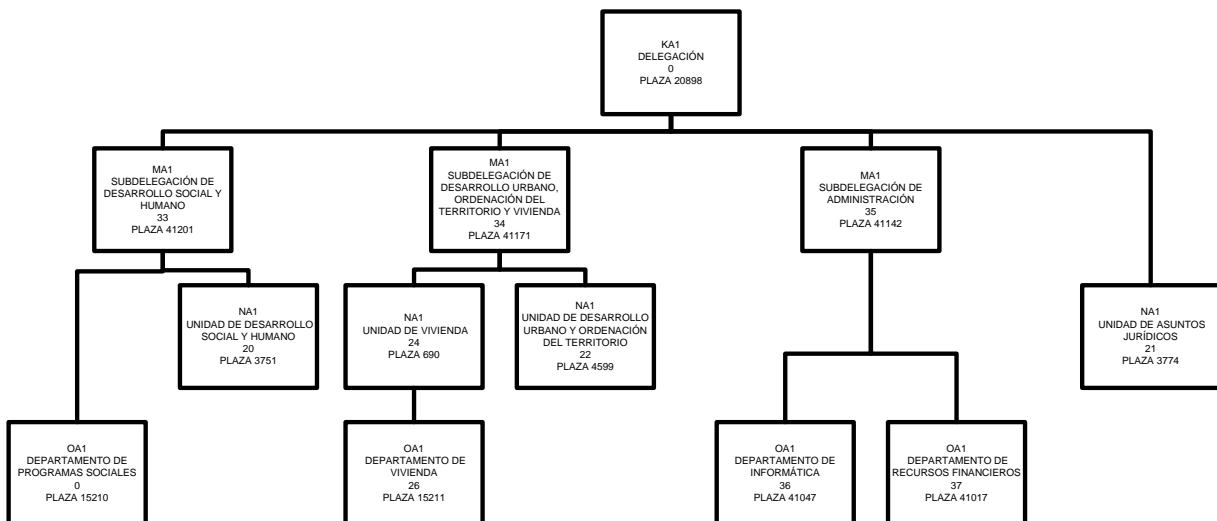 KA1
DELEGACIÓN
0
PLAZA 20898
MA1
SUBDELEGACIÓN DE
DESARROLLO SOCIAL Y
HUMANO
33
PLAZA 41201
MA1
SUBDELEGACIÓN DE
DESARROLLO URBANO,
ORDENACIÓN DEL
TERRITORIO Y VIVIENDA
34
PLAZA 41171
MA1
SUBDELEGACIÓN DE
ADMINISTRACIÓN
35
PLAZA 41142
NA1
UNIDAD DE DESARROLLO
SOCIAL Y HUMANO
20
PLAZA 3751
NA1
UNIDAD DE VIVIENDA
24
PLAZA 690
NA1
UNIDAD DE DESARROLLO
URBANO Y ORDENACIÓN
DEL TERRITORIO
22
PLAZA 4599
NA1
UNIDAD DE ASUNTOS
JURÍDICOS
21
PLAZA 3774
OA1
DEPARTAMENTO DE
PROGRAMAS SOCIALES
0
PLAZA 15210
OA1
DEPARTAMENTO DE
VIVIENDA
26
PLAZA 15211
OA1
DEPARTAMENTO DE
INFORMÁTICA
36
PLAZA 41047
OA1
DEPARTAMENTO DE
RECURSOS FINANCIEROS
37
PLAZA 41017